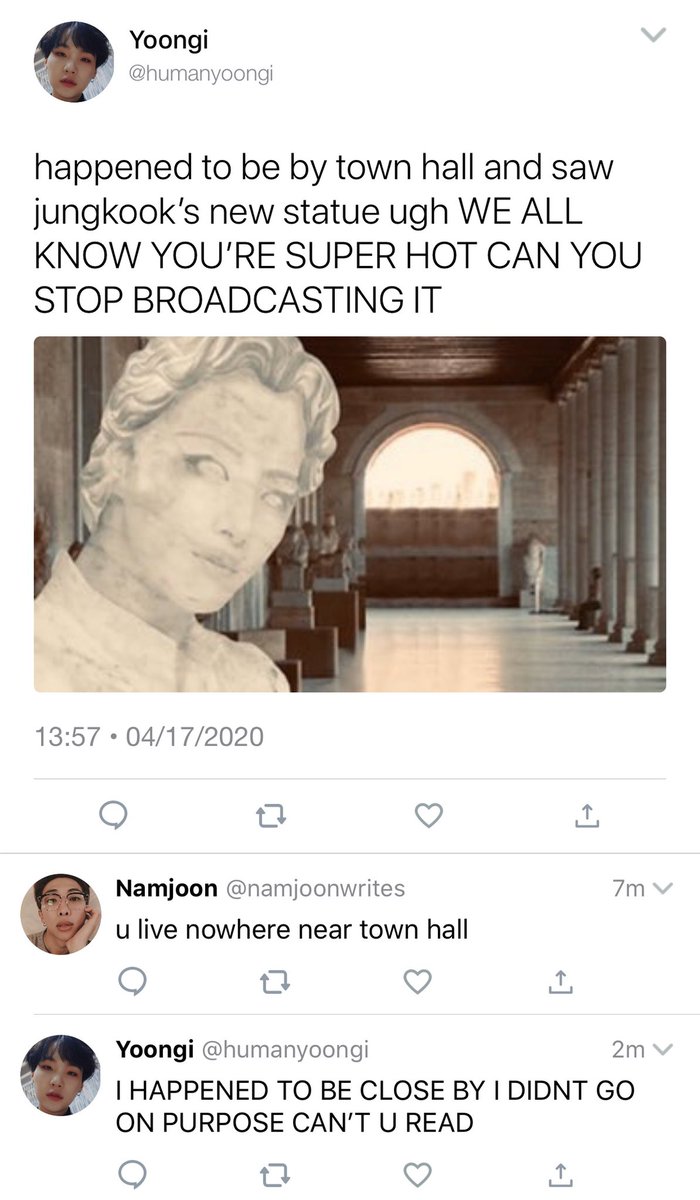 Yoongi
@humanyoongi
happened to be by town hall and saw
jungkook’s new statue ugh WE ALL
KNOW YOU’RE SUPER HOT CAN YOU
STOP BROADCASTING IT
13:57 • 04/17/2020
Namjoon @namjoonwrites 7m
u live nowhere near town hall
Yoongi @humanyoongi 2m
I HAPPENED TO BE CLOSE BY I DIDNT GO
ON PURPOSE CAN’T U READ